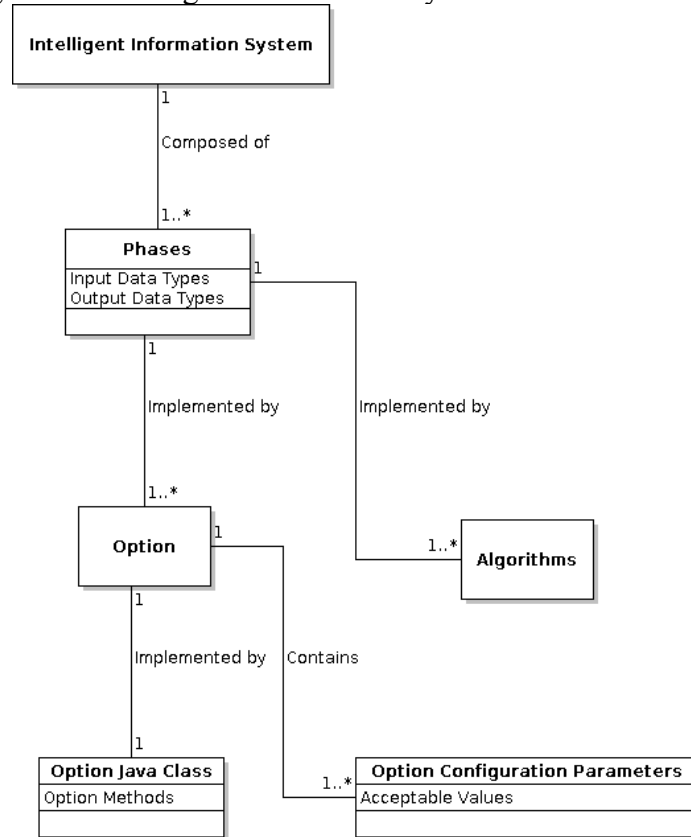 Intelligent Information System
1
Composed of
1..*
Phases
Input Data Types
Output Data Types
1
1
Implemented by
Implemented by
1..*
Option
1
1..*
Algorithms
1
Implemented by
Contains
1
Option Java Class
Option Methods
1..*
Option Configuration Parameters
Acceptable Values